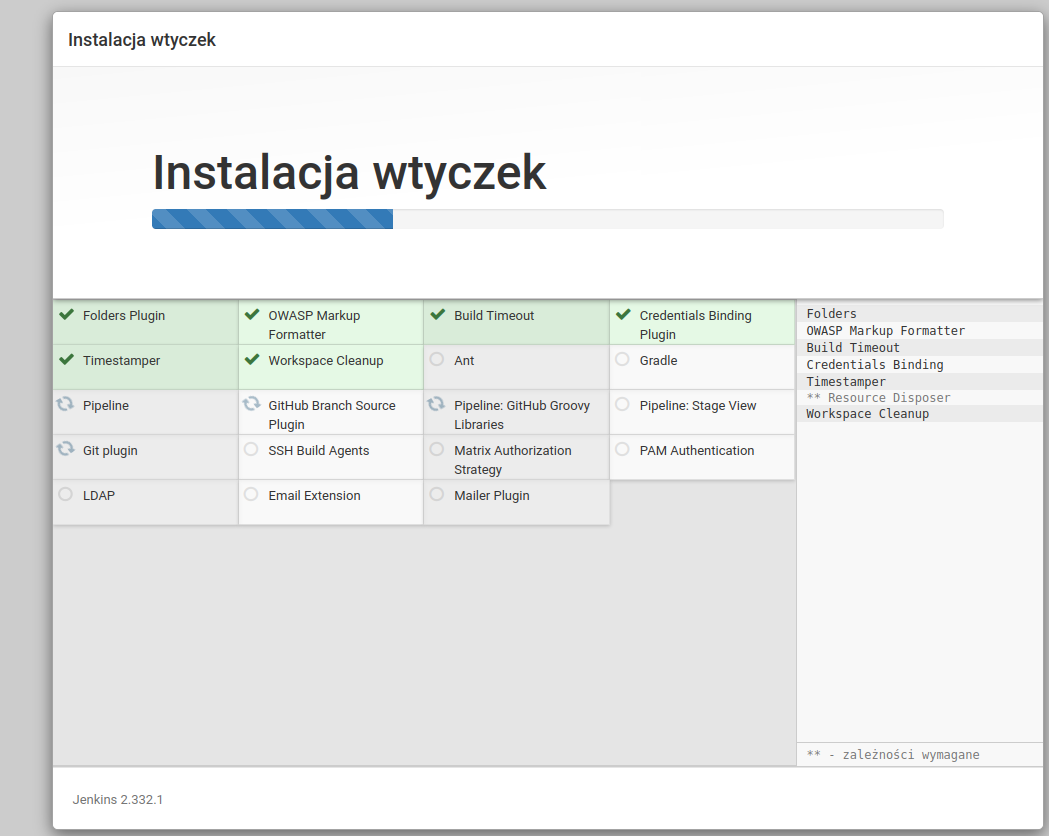 Instalacja wtyczek
Instalacja wtyczek
Folders Plugin
OWASP Markup
Formatter
Build Timeout
Credentials Binding
Plugin
Timestamper
Workspace Cleanup
Ant
Gradle
Pipeline
GitHub Branch Source
Plugin
Pipeline: GitHub Groovy
Libraries
Pipeline: Stage View
Git plugin
SSH Build Agents
Matrix Authorization
Strategy
PAM Authentication
LDAP
Email Extension
Mailer Plugin
Folders
OWASP Markup Formatter
Build Timeout
Credentials Binding
Timestamper
** Resource Disposer
Workspace Cleanup
** - zależności wymagane
Jenkins 2.332.1